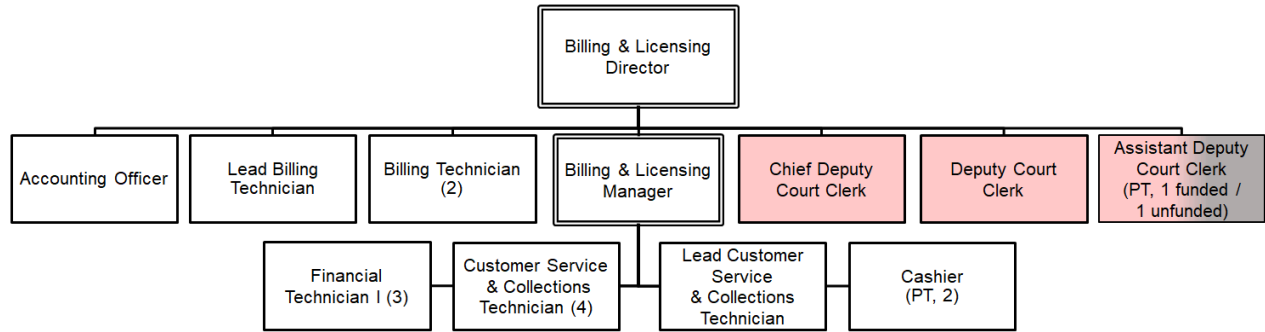 Billing & Licensing
Director
Accounting Officer
Lead Billing
Technician
Billing Technician
(2)
Billing & Licensing
Manager
Chief Deputy
Court Clerk
Deputy Court
Clerk
Assistant Deputy
Court Clerk
(PT, 1 funded /
1 unfunded)
Financial
Technician I (3)
Customer Service
& Collections
Technician (4)
Lead Customer
Service
& Collections
Technician
Cashier
(PT, 2)